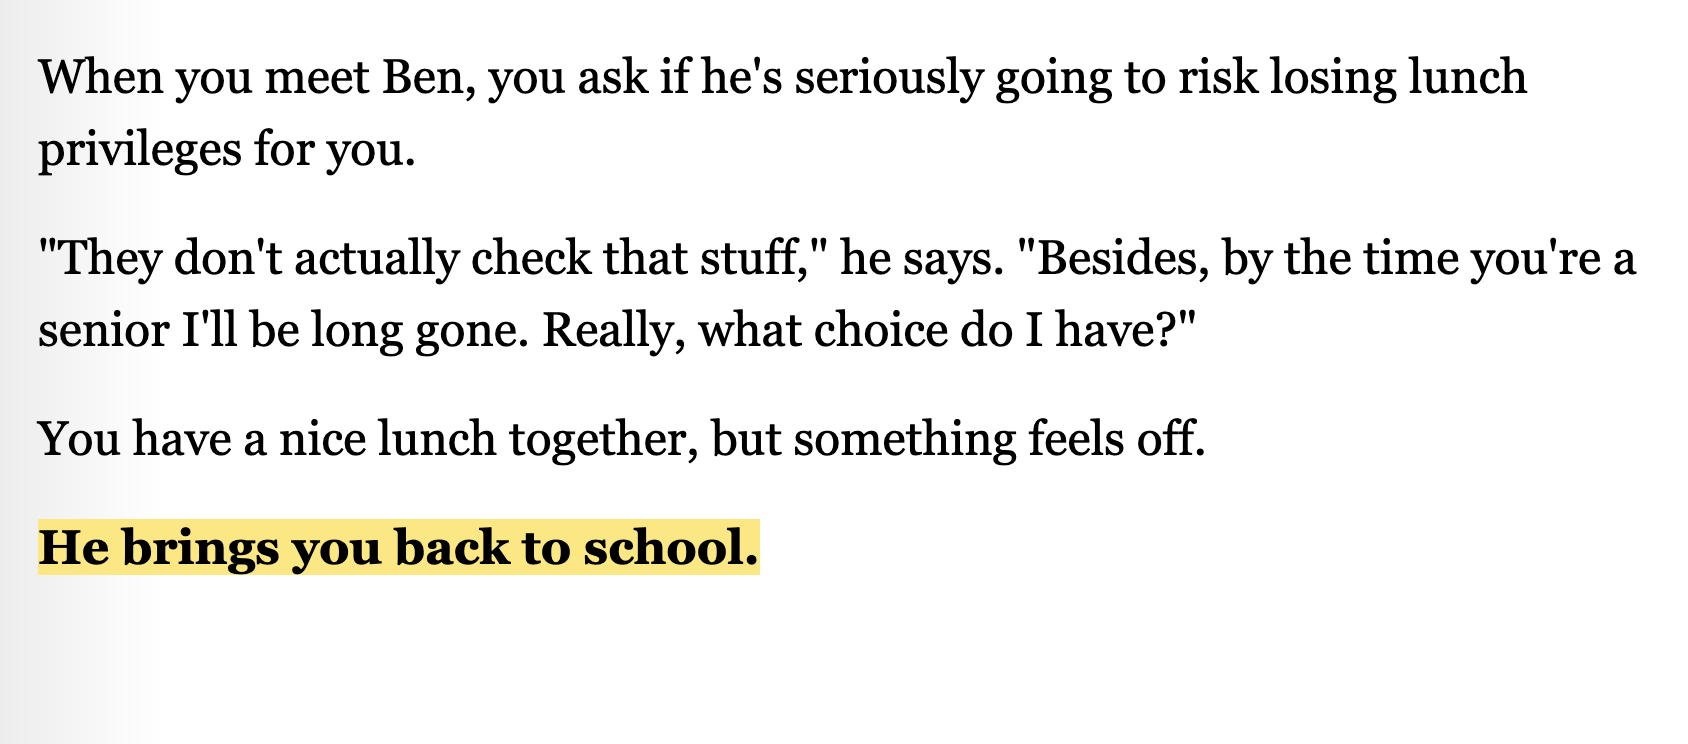 When you meet Ben, you ask if he's seriously going to risk losing lunch
privileges for you.
"They don't actually check that stuff," he says. "Besides, by the time you're a
senior I'll be long gone. Really, what choice do I have?"
You have a nice lunch together, but something feels off.
He brings you back to school.